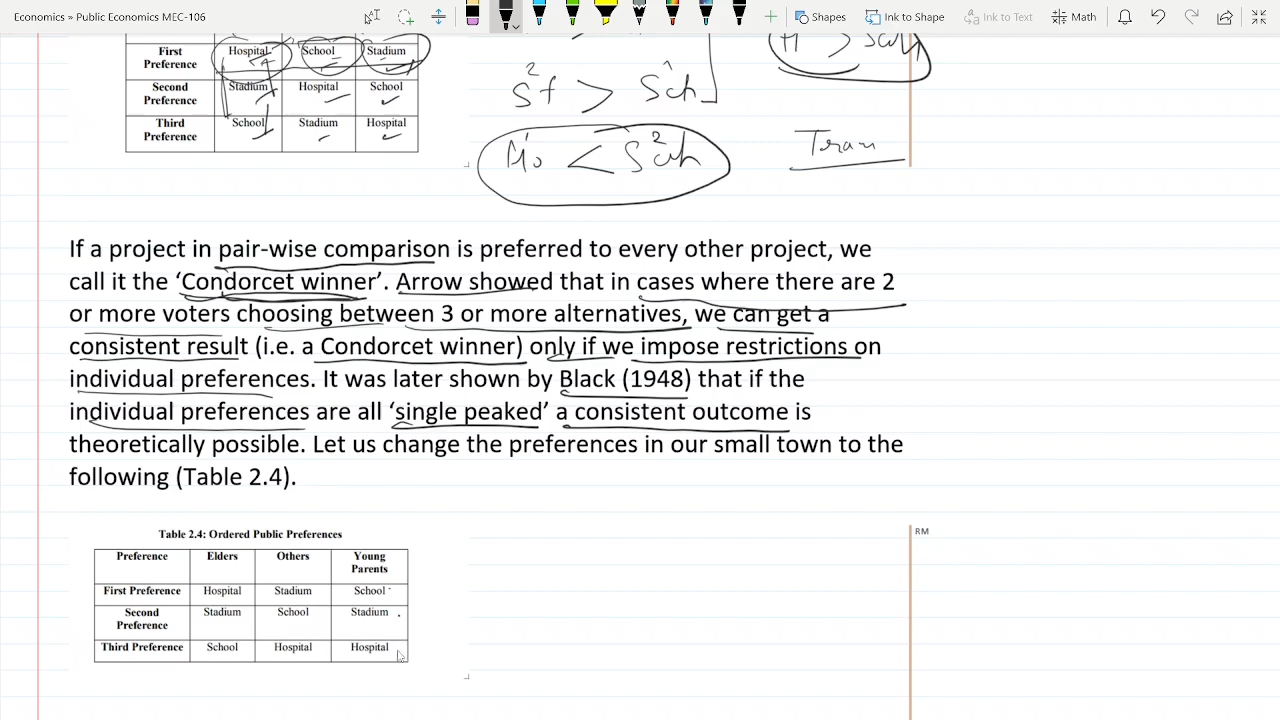 Economics » Public Economics MEC-106
Shapes Ink to Shape Ink to Text Math
First Preference Hospital School Stadium
Second Preference Stadium Hospital School
Third Preference School Stadium Hospital
If a project in pair-wise comparison is preferred to every other project, we
call it the ‘Condorcet winner’. Arrow showed that in cases where there are 2
or more voters choosing between 3 or more alternatives, we can get a
consistent result (i.e. a Condorcet winner) only if we impose restrictions on
individual preferences. It was later shown by Black (1948) that if the
individual preferences are all ‘single peaked’ a consistent outcome is
theoretically possible. Let us change the preferences in our small town to the
following (Table 2.4).
Table 2.4: Ordered Public Preferences
RM
Preference Elders Others Young Parents
First Preference Hospital Stadium School
Second Preference Stadium School Stadium
Third Preference School Hospital Hospital